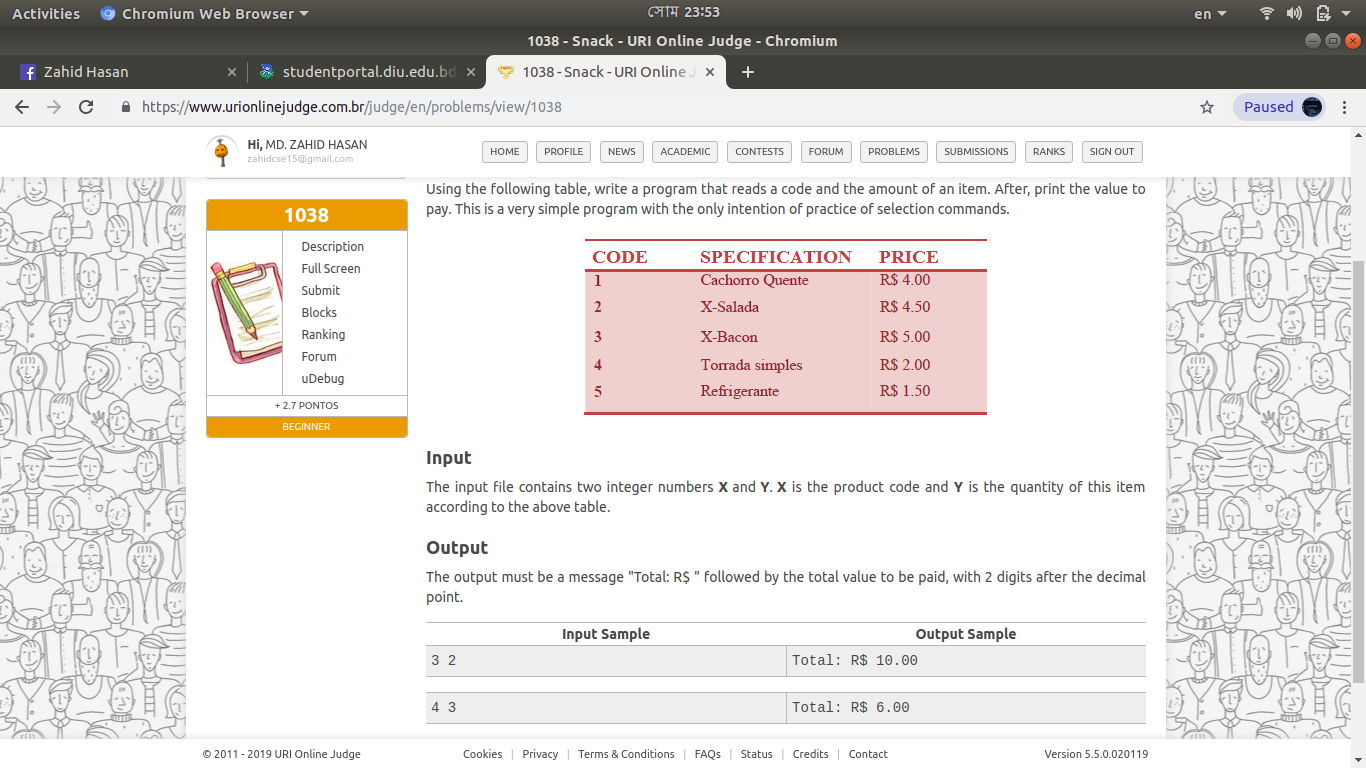 Activities Chromium Web Browser সোম 23:53 en
1038 - Snack - URI Online Judge - Chromium
Zahid Hasan studentportal.diu.edu.bd 1038 - Snack - URI Online J
https://www.urionlinejudge.com.br/judge/en/problems/view/1038 Paused
Hi, MD. ZAHID HASAN
zahidcse15@gmail.com
HOME PROFILE NEWS ACADEMIC CONTESTS FORUM PROBLEMS SUBMISSIONS RANKS SIGN OUT
1038
Description
Full Screen
Submit
Blocks
Ranking
Forum
uDebug
+ 2.7 PONTOS
BEGINNER
Using the following table, write a program that reads a code and the amount of an item. After, print the value to
pay. This is a very simple program with the only intention of practice of selection commands.
CODE SPECIFICATION PRICE
1 Cachorro Quente R$ 4.00
2 X-Salada R$ 4.50
3 X-Bacon R$ 5.00
4 Torrada simples R$ 2.00
5 Refrigerante R$ 1.50
Input
The input file contains two integer numbers X and Y. X is the product code and Y is the quantity of this item
according to the above table.
Output
The output must be a message "Total: R$ " followed by the total value to be paid, with 2 digits after the decimal
point.
Input Sample Output Sample
3 2 Total: R$ 10.00
4 3 Total: R$ 6.00
© 2011 - 2019 URI Online Judge Cookies | Privacy | Terms & Conditions | FAQs | Status | Credits | Contact Version 5.5.0.020119